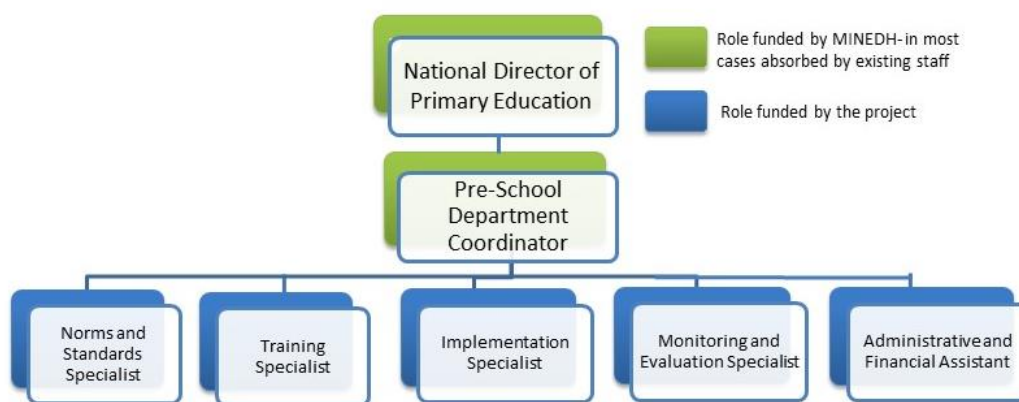 National Director of
Primary Education
Role funded by MINEDH-in most
cases absorbed by existing staff
Role funded by the project
Pre-School
Department
Coordinator
Norms and
Standards
Specialist
Training
Specialist
Implementation
Specialist
Monitoring and
Evaluation Specialist
Administrative and
Financial Assistant